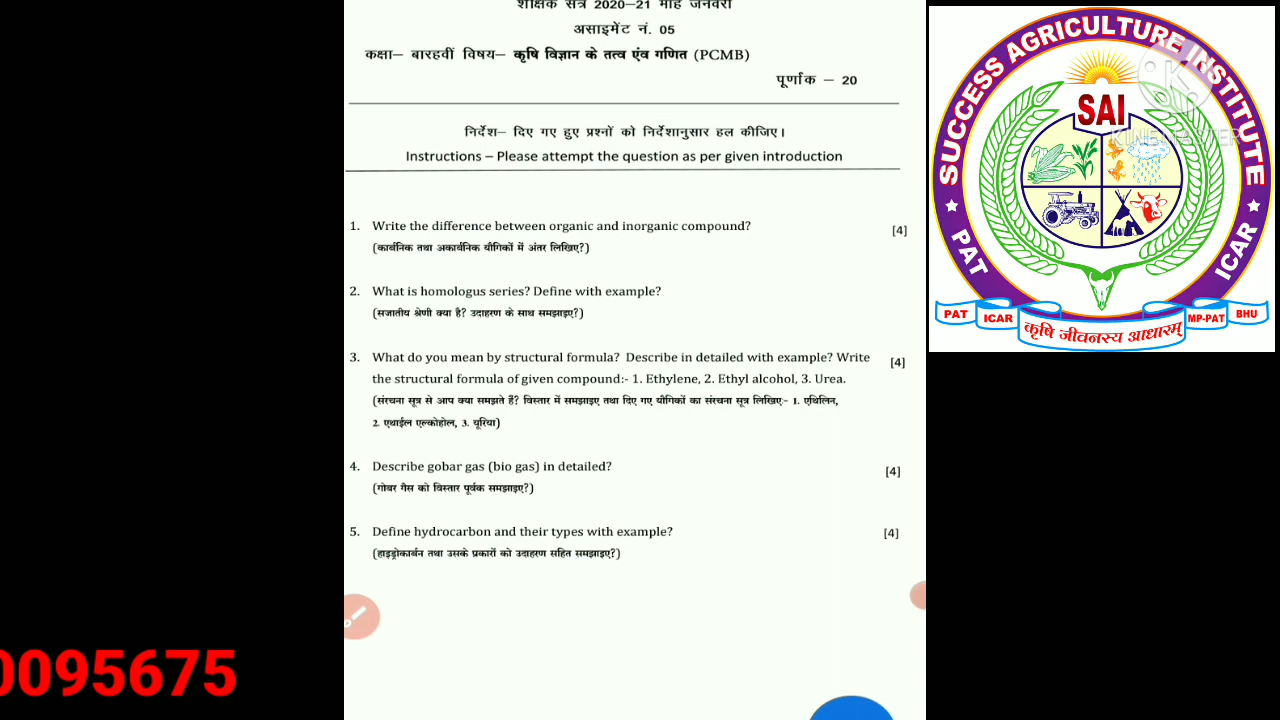 शैक्षिक सत्र 2020–21 माह जनवरी
असाइमेंट नं. 05
कक्षा– बारहवीं विषय– कृषि विज्ञान के तत्व एंव गणित (PCMB)
पूर्णांक – 20
निर्देश– दिए गए हुए प्रश्नों को निर्देशानुसार हल कीजिए।
Instructions – Please attempt the question as per given introduction
1. Write the difference between organic and inorganic compound? [4]
(कार्बनिक तथा अकार्बनिक यौगिकों में अंतर लिखिए?)
2. What is homologus series? Define with example?
(सजातीय श्रेणी क्या है? उदाहरण के साथ समझाइए?)
3. What do you mean by structural formula? Describe in detailed with example? Write [4]
the structural formula of given compound:- 1. Ethylene, 2. Ethyl alcohol, 3. Urea.
(संरचना सूत्र से आप क्या समझते हैं? विस्तार में समझाइए तथा दिए गए यौगिकों का संरचना सूत्र लिखिए:- 1. एथिलिन,
2. एथाईल एल्कोहोल, 3. यूरिया)
4. Describe gobar gas (bio gas) in detailed? [4]
(गोबर गैस को विस्तार पूर्वक समझाइए?)
5. Define hydrocarbon and their types with example? [4]
(हाइड्रोकार्बन तथा उसके प्रकारों को उदाहरण सहित समझाइए?)
0095675
SUCCESS AGRICULTURE INSTITUTE
SAI
KINEMASTER
PAT
ICAR
PAT
ICAR
कृषि जीवनस्य आधारम्
MP-PAT
BHU